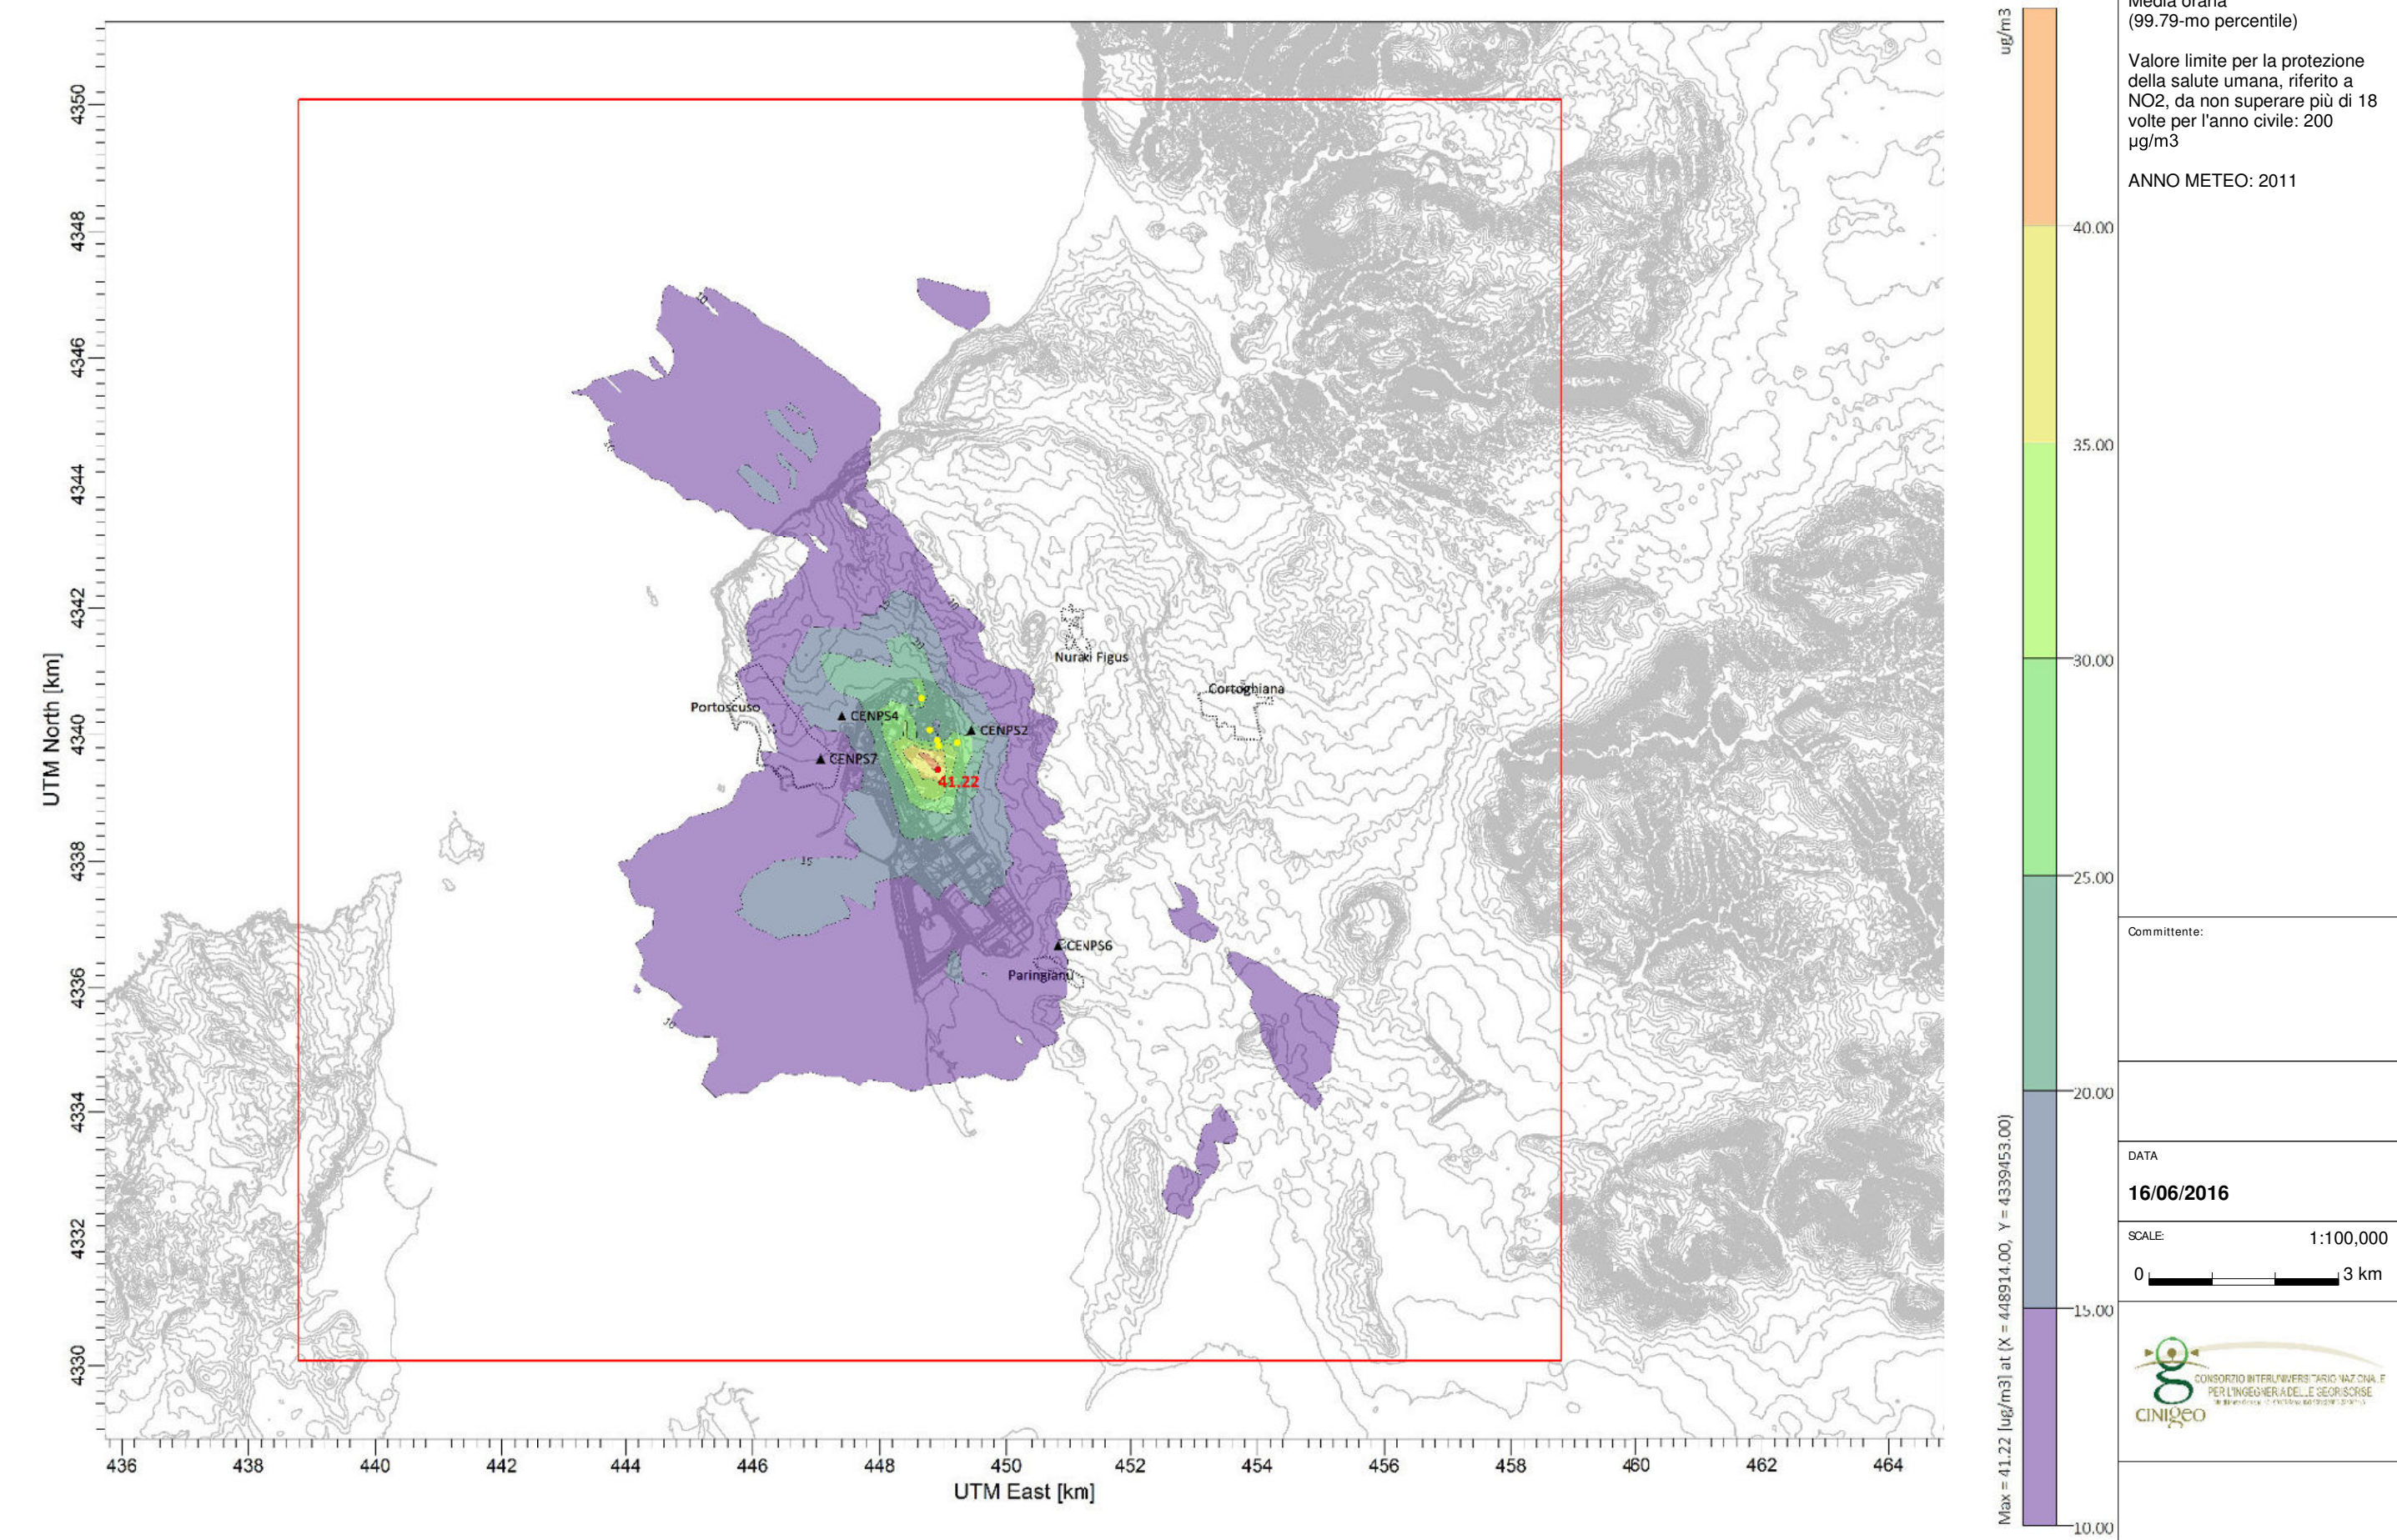 Media oraria
(99.79-mo percentile)
Valore limite per la protezione
della salute umana, riferito a
NO2, da non superare più di 18
volte per l'anno civile: 200
µg/m3
ANNO METEO: 2011
Committente:
DATA
16/06/2016
SCALE:
1:100,000
0
3 km
CONSORZIO INTERUNIVERSITARIO NAZIONALE
PER L'INGEGNERIA DELLE GEORISORSE
CINIGEO
ug/m3
40.00
35.00
30.00
25.00
20.00
15.00
10.00
Max = 41.22 [ug/m3] at (X = 448914.00, Y = 4339453.00)
UTM North [km]
4350
4348
4346
4344
4342
4340
4338
4336
4334
4332
4330
436
438
440
442
444
446
448
450
452
454
456
458
460
462
464
UTM East [km]
10
15
10
20
Nuraxi Figus
Cortoghiana
Portoscuso
CENPS4
CENPS2
CENPS7
41.22
15
CENPS6
Paringianu
10